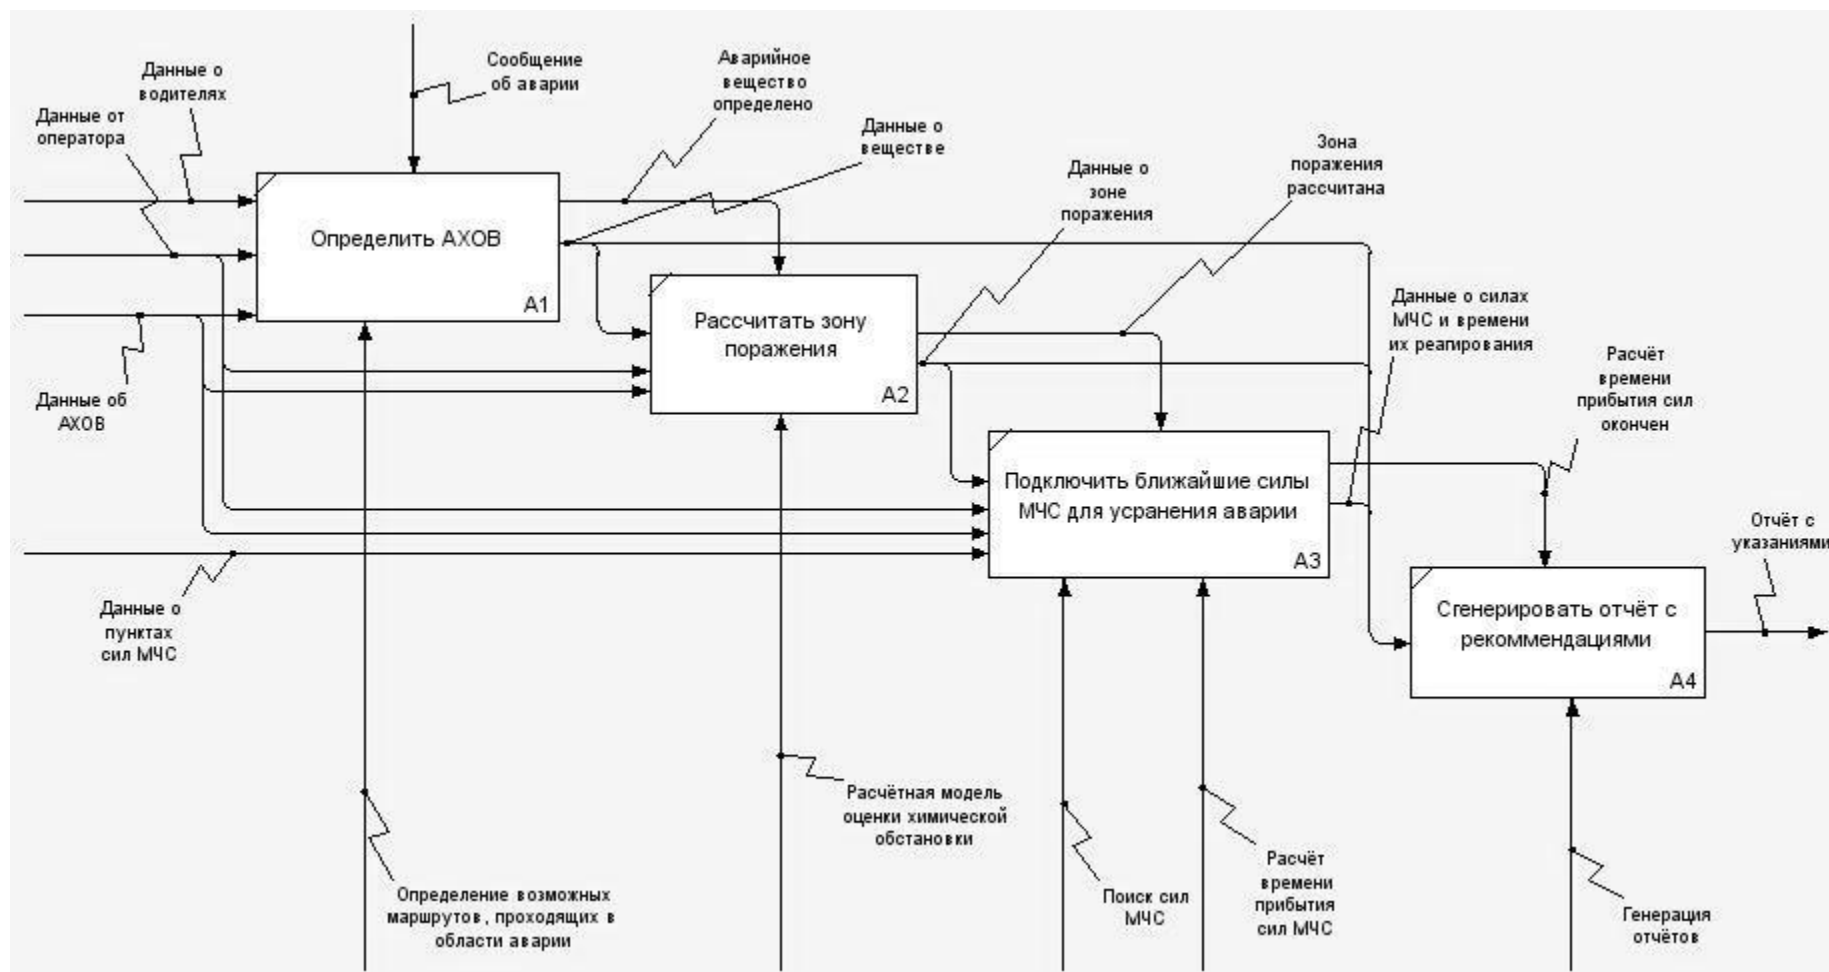 Сообщение
об аварии
Данные о
водителях
Данные от
оператора
Аварийное
вещество
определено
Данные о
веществе
Данные о
зоне
поражения
Зона
поражения
рассчитана
Определить АХОВ
A1
Рассчитать зону
поражения
A2
Данные о силах
МЧС и времени
их реагирования
Расчёт
времени
прибытия сил
окончен
Данные об
АХОВ
Подключить ближайшие силы
МЧС для усранения аварии
A3
Отчёт с
указаниями
Данные о
пунктах
сил МЧС
Сгенерировать отчёт с
рекоммендациями
A4
Расчётная модель
оценки химической
обстановки
Определение возможных
маршрутов, проходящих в
области аварии
Поиск сил
МЧС
Расчёт
времени
прибытия
сил МЧС
Генерация
отчётов